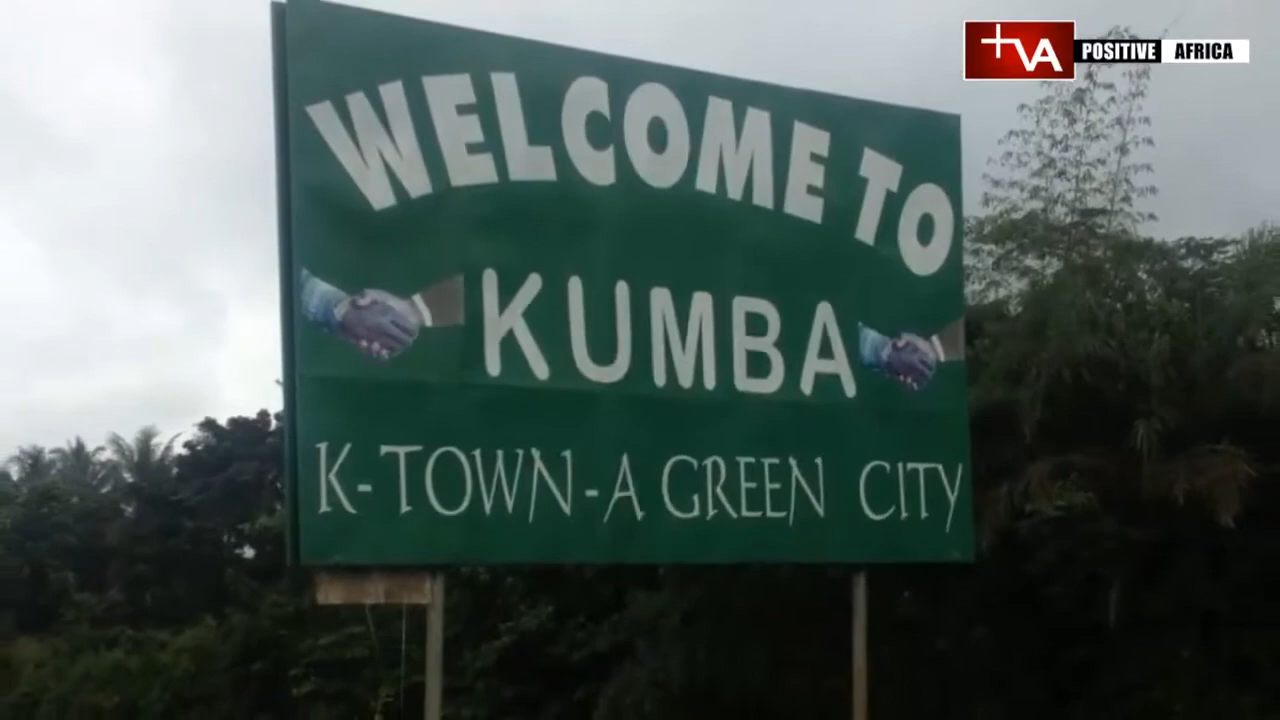 +VA POSITIVE AFRICA
WELCOME TO
KUMBA
K-TOWN-A GREEN CITY